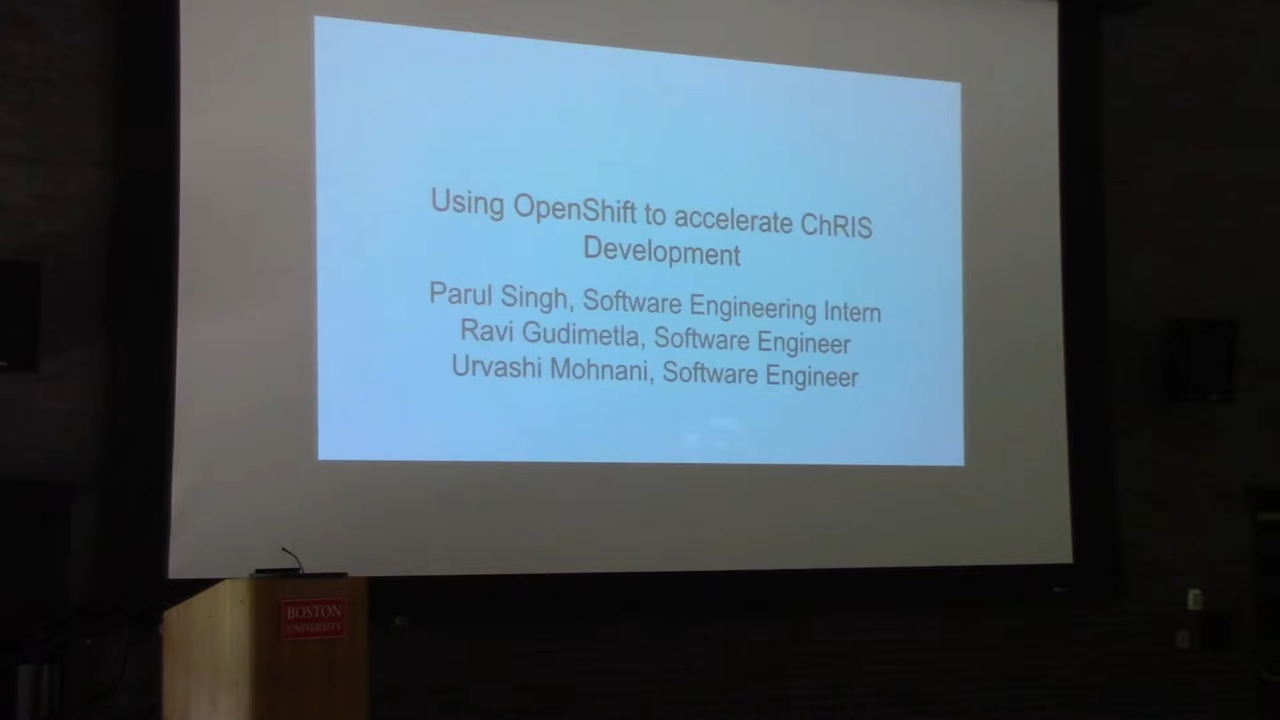 Using OpenShift to accelerate ChRIS
Development
Parul Singh, Software Engineering Intern
Ravi Gudimetla, Software Engineer
Urvashi Mohnani, Software Engineer
BOSTON
UNIVERSITY